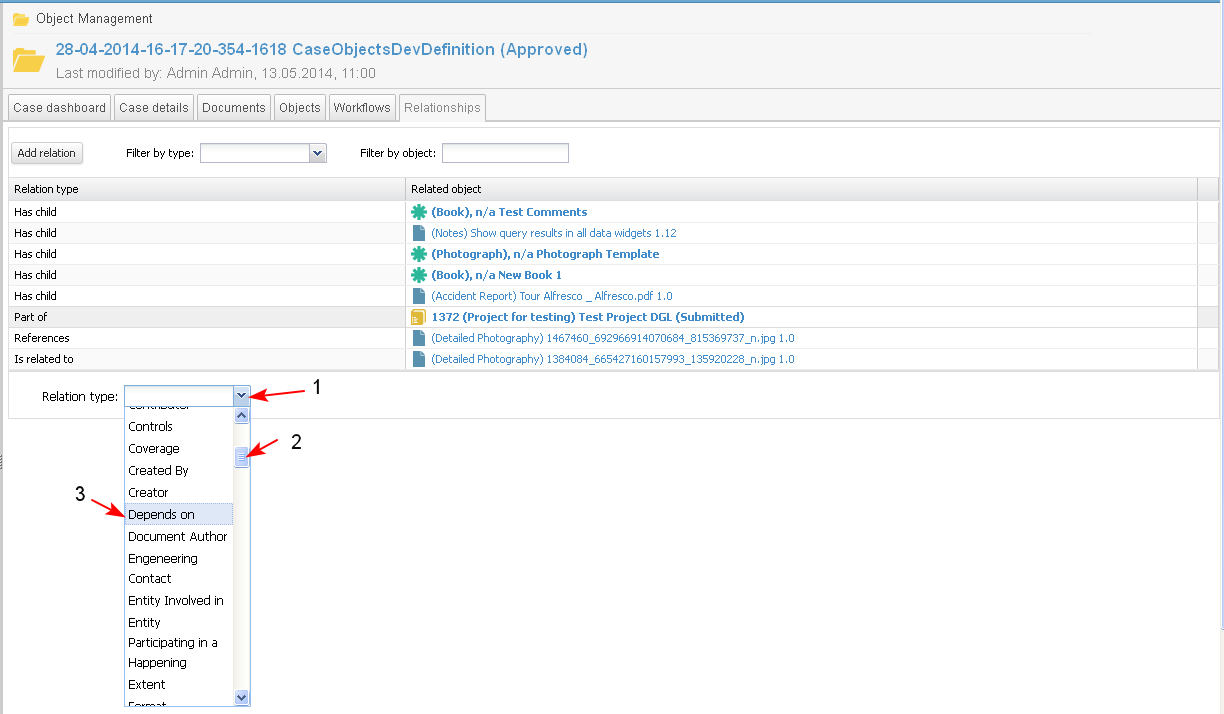 Object Management
28-04-2014-16-17-20-354-1618 CaseObjectsDevDefinition (Approved)
Last modified by: Admin Admin, 13.05.2014, 11:00
Case dashboard Case details Documents Objects Workflows Relationships
Add relation Filter by type: Filter by object:
Relation type Related object
Has child (Book), n/a Test Comments
Has child (Notes) Show query results in all data widgets 1.12
Has child (Photograph), n/a Photograph Template
Has child (Book), n/a New Book 1
Has child (Accident Report) Tour Alfresco _ Alfresco.pdf 1.0
Part of 1372 (Project for testing) Test Project DGL (Submitted)
References (Detailed Photography) 1467460_692966914070684_815369737_n.jpg 1.0
Is related to (Detailed Photography) 1384084_665427160157993_135920228_n.jpg 1.0
Relation type: 1
Contributor
Controls
2
Coverage
Created By
Creator
3
Depends on
Document Author
Engeneering
Contact
Entity Involved in
Entity
Participating in a
Happening
Extent
Format